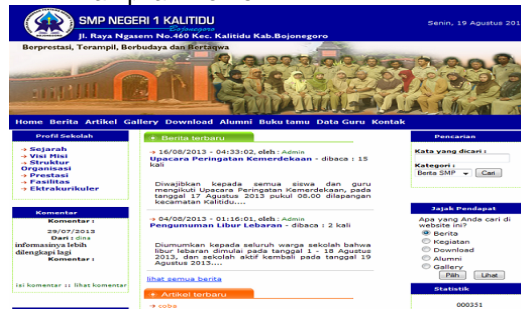 SMP NEGERI 1 KALITIDU
Jl. Raya Ngasem No.460 Kec. Kalitidu Kab.Bojonegoro
Senin, 19 Agustus 201
Berprestasi, Terampil, Berbudaya dan Bertaqwa
Home Berita Artikel Gallery Download Alumni Buku tamu Data Guru Kontak
Profil Sekolah
Sejarah
Visi Misi
Struktur
Organisasi
Prestasi
Fasilitas
Ektrakurikuler
Komentar
Komentar :
29/07/2013
Dari : dina
informasinya lebih
dilengkapi lagi
Komentar :
isi komentar :: lihat komentar
Berita terbaru
16/08/2013 - 04:33:02, oleh : Admin
Upacara Peringatan Kemerdekaan - dibaca : 15
kali
Diwajibkan kepada semua siswa dan guru
mengikuti Upacara Peringatan Kemerdekaan, pada
tanggal 17 Agustus 2013 pukul 08.00 dilapangan
kecamatan Kalitidu....
04/08/2013 - 01:16:01, oleh : Admin
Pengumuman Libur Lebaran - dibaca : 2 kali
Diumumkan kepada seluruh warga sekolah bahwa
libur lebaran dimulai pada tanggal 1 - 18 Agustus
2013, dan sekolah aktif kembali pada tanggal 19
Agustus 2013....
lihat semua berita
Artikel terbaru
coba
Pencarian
Kata yang dicari :
Kategori :
Berita SMP
Cari
Jajak Pendapat
Apa yang Anda cari di
website ini?
Berita
Kegiatan
Download
Alumni
Gallery
Pilih Lihat
Statistik
000351